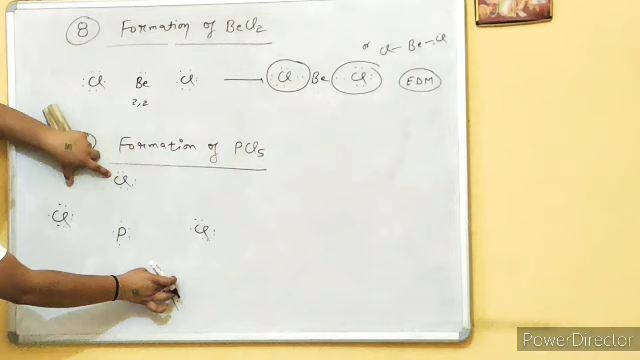 8 Formation of BeCl2
or Cl- Be -Cl
Cl Be Cl → Cl Be Cl EDM
2,2
Formation of PCl5
Cl
Cl
P Cl
PowerDirector